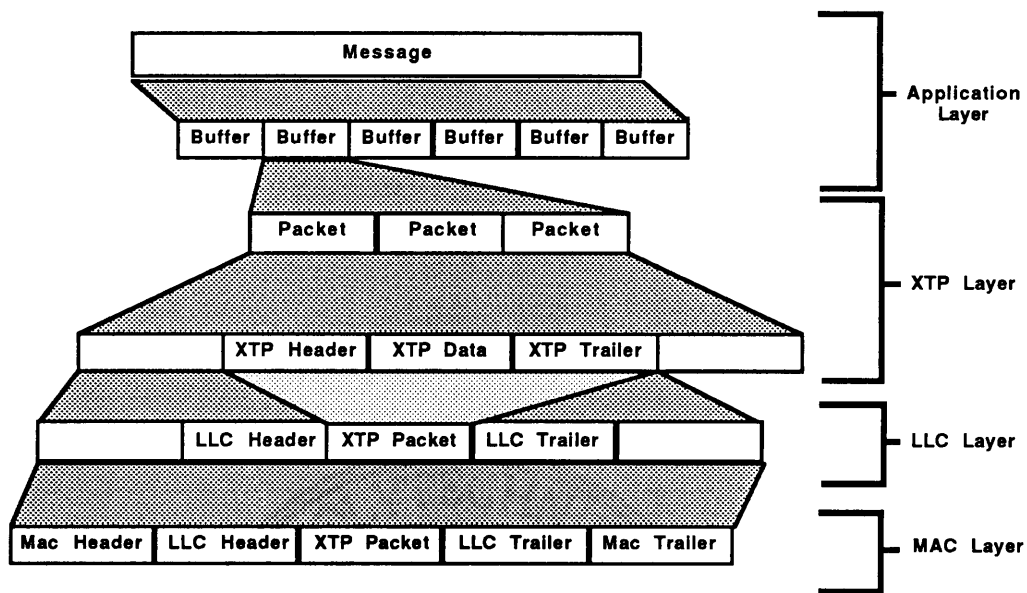 Message
Application
Layer
Buffer Buffer Buffer Buffer Buffer Buffer
Packet Packet Packet
XTP Layer
XTP Header XTP Data XTP Trailer
LLC Header XTP Packet LLC Trailer
LLC Layer
Mac Header LLC Header XTP Packet LLC Trailer Mac Trailer
MAC Layer